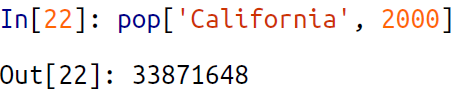 In[22]: pop['California', 2000]
Out[22]: 33871648